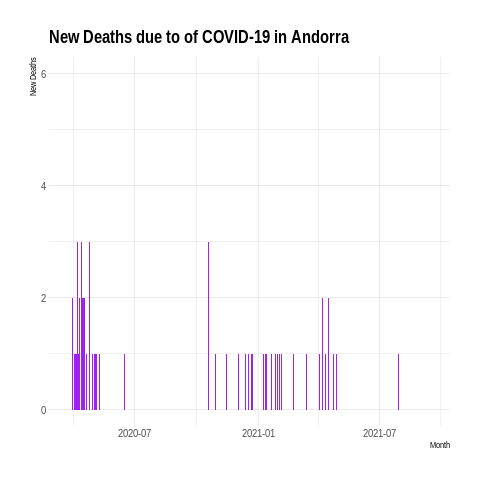 New Deaths due to of COVID-19 in Andorra
New Deaths
6
4
2
0
2020-07
2021-01
2021-07
Month